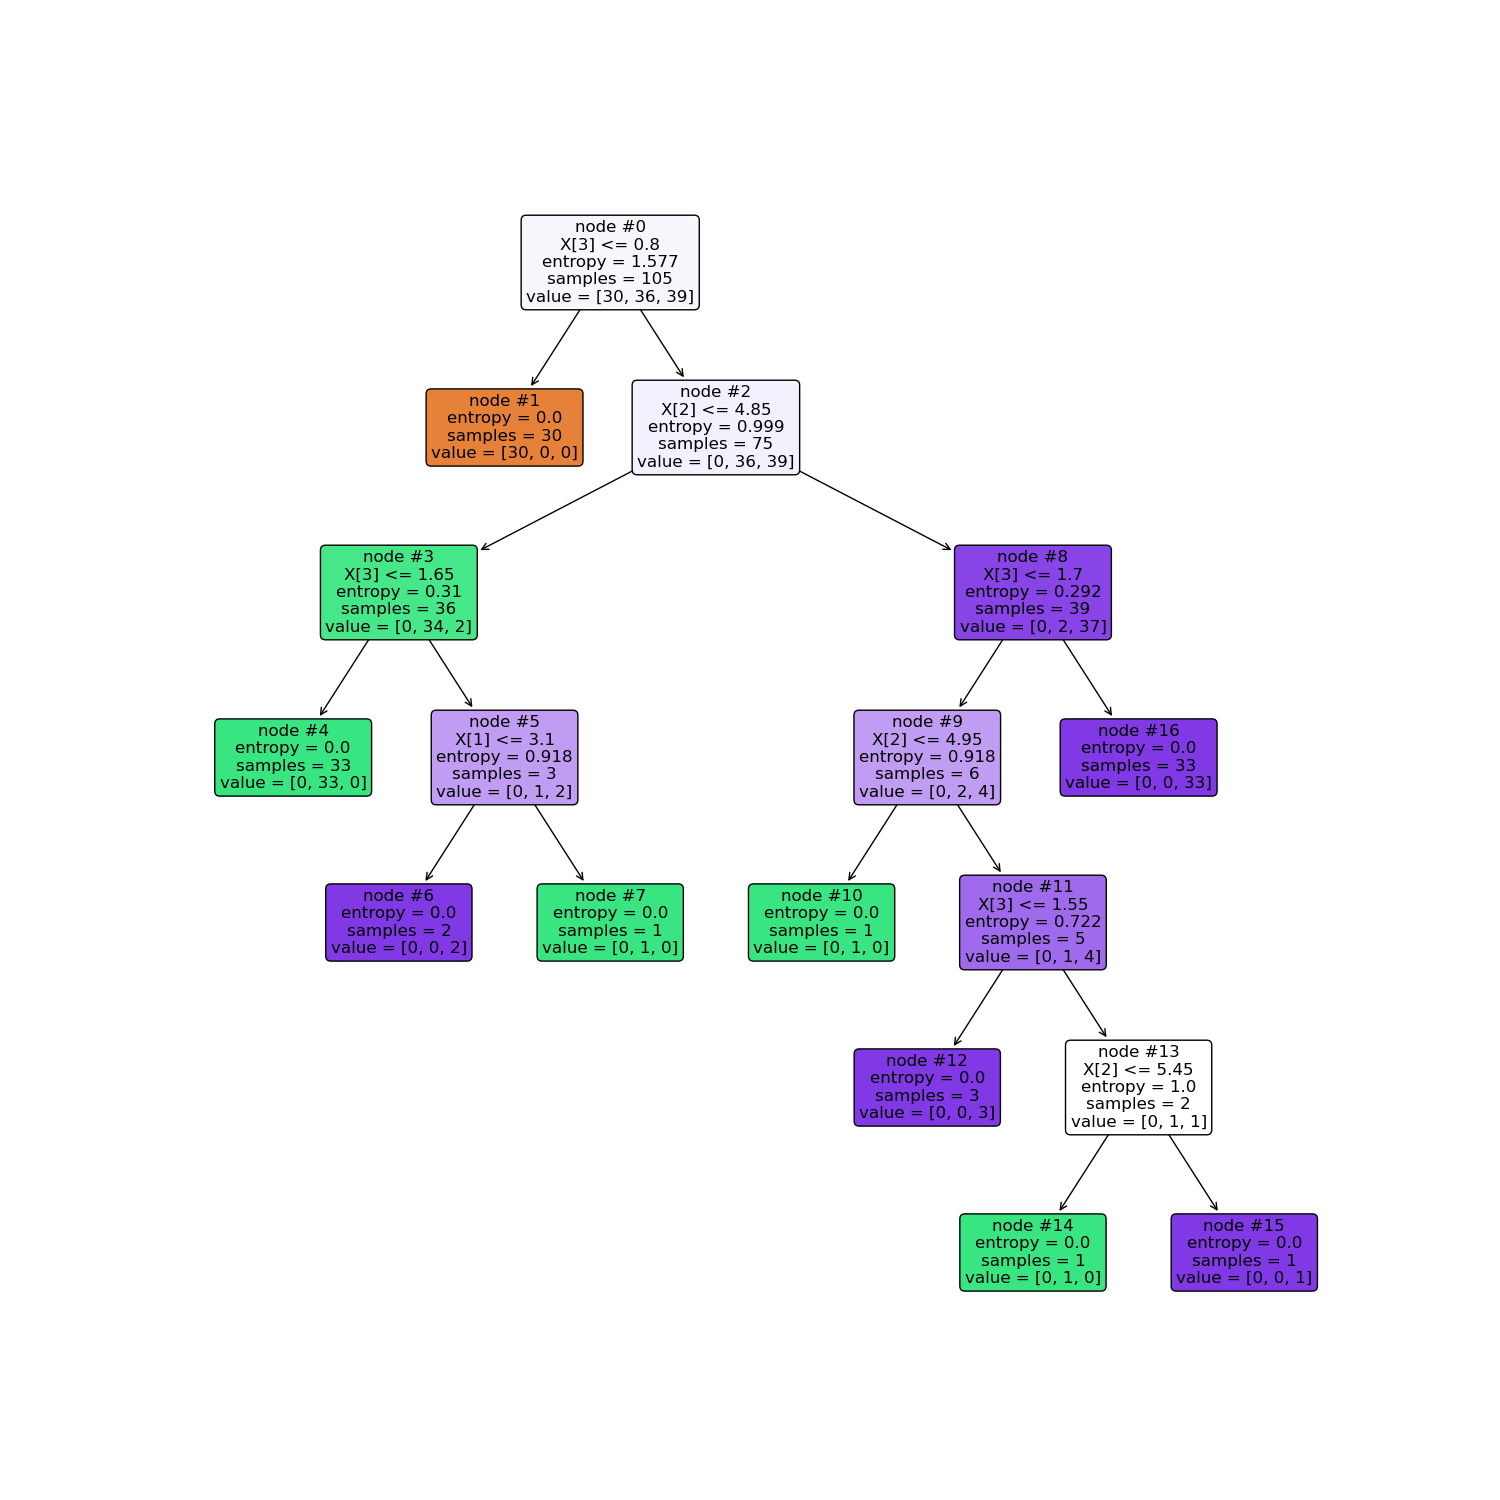 node #0
X[3] <= 0.8
entropy = 1.577
samples = 105
value = [30, 36, 39]
node #1
entropy = 0.0
samples = 30
value = [30, 0, 0]
node #2
X[2] <= 4.85
entropy = 0.999
samples = 75
value = [0, 36, 39]
node #3
X[3] <= 1.65
entropy = 0.31
samples = 36
value = [0, 34, 2]
node #8
X[3] <= 1.7
entropy = 0.292
samples = 39
value = [0, 2, 37]
node #4
entropy = 0.0
samples = 33
value = [0, 33, 0]
node #5
X[1] <= 3.1
entropy = 0.918
samples = 3
value = [0, 1, 2]
node #9
X[2] <= 4.95
entropy = 0.918
samples = 6
value = [0, 2, 4]
node #16
entropy = 0.0
samples = 33
value = [0, 0, 33]
node #6
entropy = 0.0
samples = 2
value = [0, 0, 2]
node #7
entropy = 0.0
samples = 1
value = [0, 1, 0]
node #10
entropy = 0.0
samples = 1
value = [0, 1, 0]
node #11
X[3] <= 1.55
entropy = 0.722
samples = 5
value = [0, 1, 4]
node #12
entropy = 0.0
samples = 3
value = [0, 0, 3]
node #13
X[2] <= 5.45
entropy = 1.0
samples = 2
value = [0, 1, 1]
node #14
entropy = 0.0
samples = 1
value = [0, 1, 0]
node #15
entropy = 0.0
samples = 1
value = [0, 0, 1]